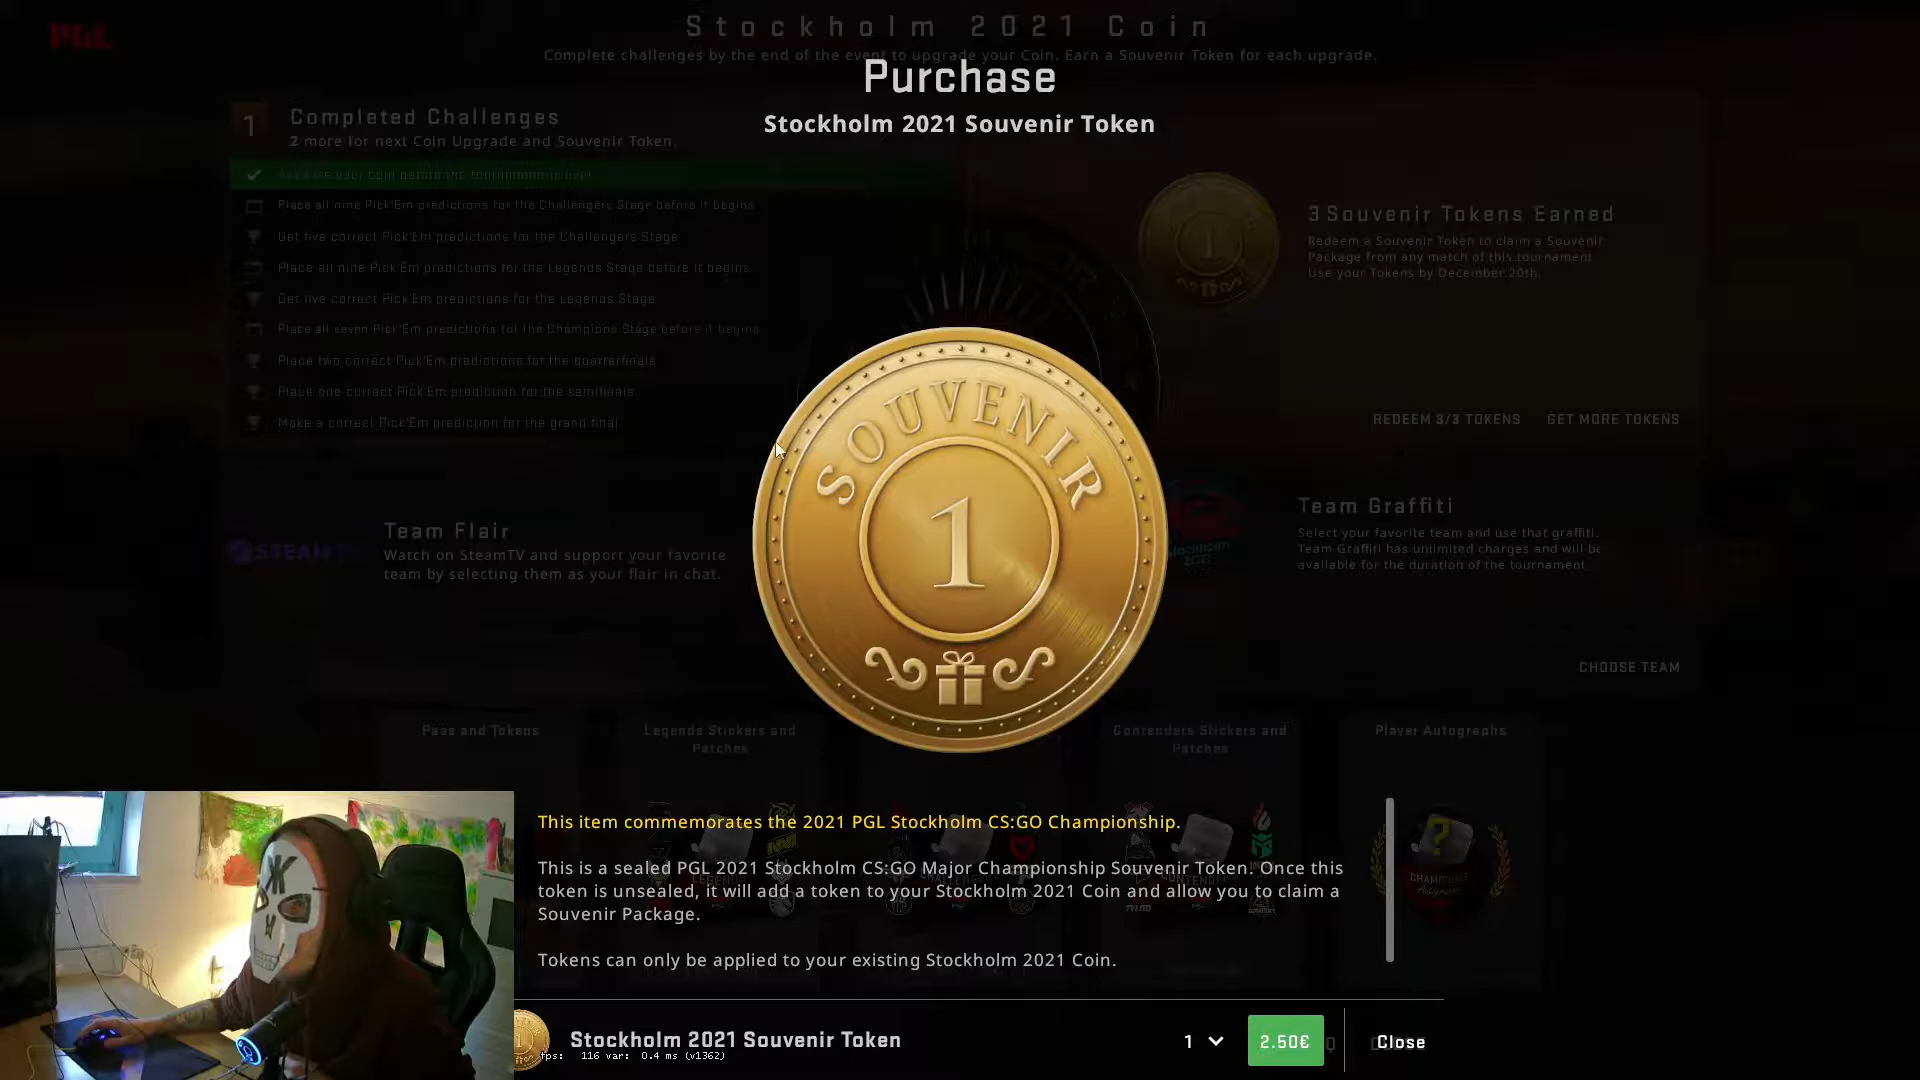 PGL
Stockholm 2021 Coin
Complete challenges by the end of the event to upgrade your Coin. Earn a Souvenir Token for each upgrade.
Purchase
Stockholm 2021 Souvenir Token
1
Completed Challenges
2 more for next Coin Upgrade and Souvenir Token.
Place all nine Pick'Em predictions for the Challengers Stage before it begins
Get five correct Pick'Em predictions for the Challengers Stage
Place all nine Pick'Em predictions for the Legends Stage before it begins
Get five correct Pick'Em predictions for the Legends Stage
Place all seven Pick'Em predictions for the Champions Stage before it begins
Place two correct Pick'Em predictions for the quarterfinals
Place one correct Pick'Em prediction for the semifinals
Make a correct Pick'Em prediction for the grand final
3 Souvenir Tokens Earned
Redeem a Souvenir Token to claim a Souvenir
Package from any match of this tournament
Use your Tokens by December 20th.
REDEEM 3/3 TOKENS GET MORE TOKENS
SOUVENIR
1
STEAM
Team Flair
Watch on SteamTV and support your favorite
team by selecting them as your flair in chat.
Stockholm
2021
Team Graffiti
Select your favorite team and use that graffiti.
Team Graffiti has unlimited charges and will be
available for the duration of the tournament.
CHOOSE TEAM
Pass and Tokens
Legends Stickers and
Patches
Contenders Stickers and
Patches
Player Autographs
This item commemorates the 2021 PGL Stockholm CS:GO Championship.
This is a sealed PGL 2021 Stockholm CS:GO Major Championship Souvenir Token. Once this
token is unsealed, it will add a token to your Stockholm 2021 Coin and allow you to claim a
Souvenir Package.
Tokens can only be applied to your existing Stockholm 2021 Coin.
Stockholm 2021 Souvenir Token
fps: 116 var: 0.4 ms (v1362)
1
2.50€
Close